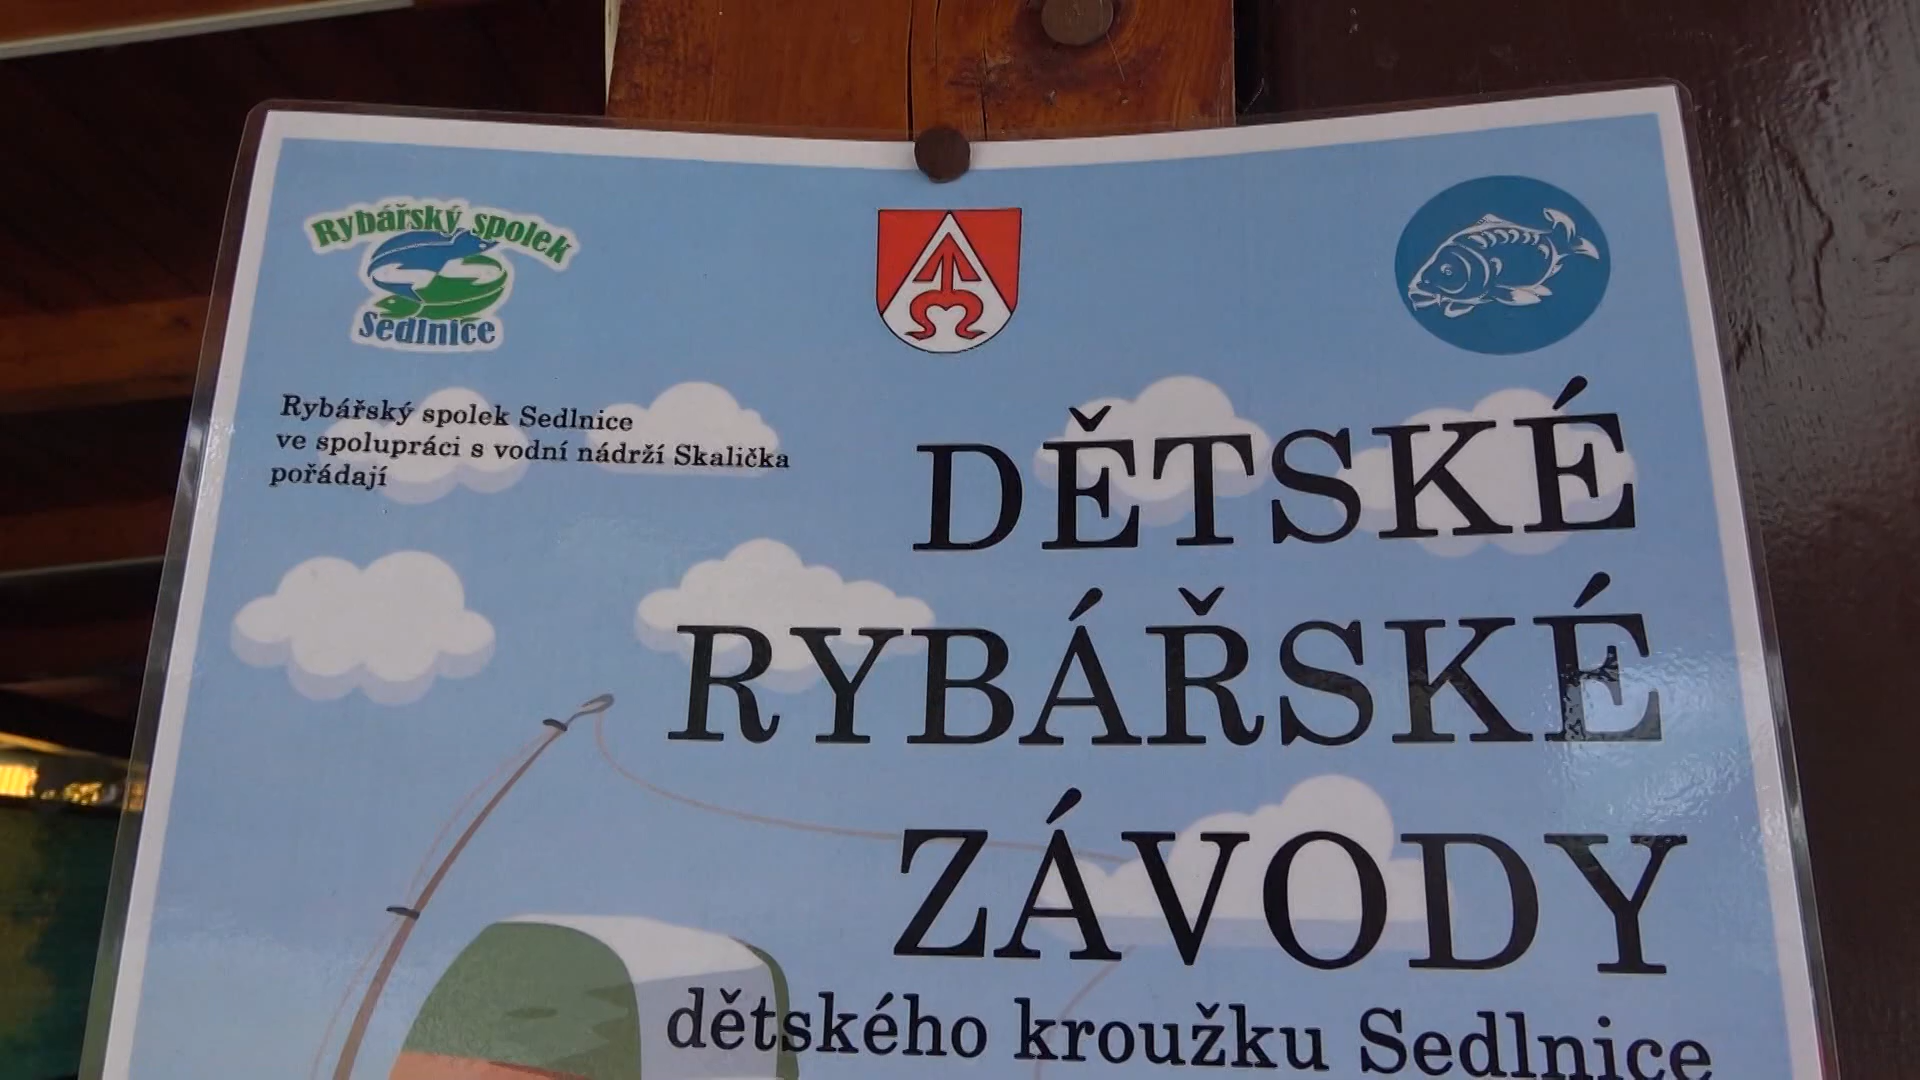 Rybářský spolek
Sedlnice
Rybářský spolek Sedlnice
ve spolupráci s vodní nádrží Skalička
pořádají
DĚTSKÉ
RYBÁŘSKÉ
ZÁVODY
dětského kroužku Sedlnice